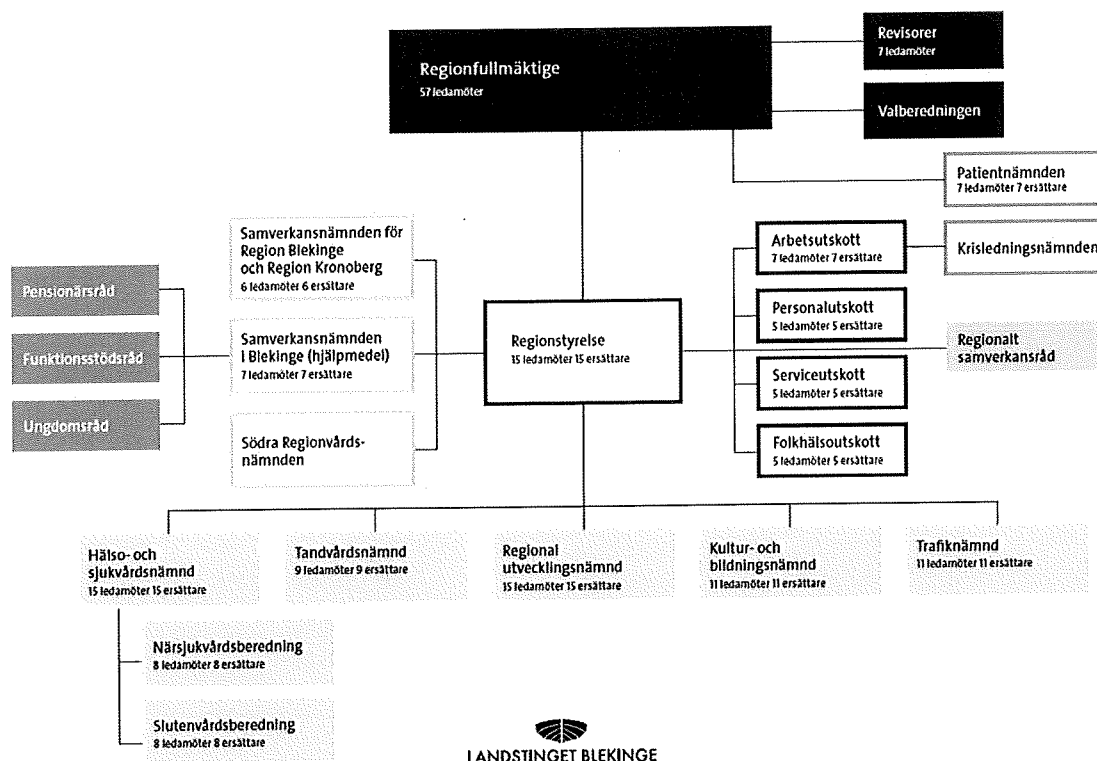 Regionfullmäktige
57 ledamöter
Revisorer
7 ledamöter
Valberedningen
Patientnämnden
7 ledamöter 7 ersättare
Samverkansnämnden för
Region Blekinge
och Region Kronoberg
6 ledamöter 6 ersättare
Arbetsutskott
7 ledamöter 7 ersättare
Krisledningsnämnden
Pensionärsråd
Personalutskott
5 ledamöter 5 ersättare
Funktionsstödsråd
Samverkansnämnden
i Blekinge (hjälpmedel)
7 ledamöter 7 ersättare
Regionstyrelse
15 ledamöter 15 ersättare
Regionalt
samverkansråd
Serviceutskott
5 ledamöter 5 ersättare
Ungdomsråd
Södra Regionvårds-
nämnden
Folkhälsoutskott
5 ledamöter 5 ersättare
Hälso- och
sjukvårdsnämnd
15 ledamöter 15 ersättare
Tandvårdsnämnd
9 ledamöter 9 ersättare
Regional
utvecklingsnämnd
15 ledamöter 15 ersättare
Kultur- och
bildningsnämnd
11 ledamöter 11 ersättare
Trafiknämnd
11 ledamöter 11 ersättare
Närsjukvårdsberedning
8 ledamöter 8 ersättare
Slutenvårdsberedning
8 ledamöter 8 ersättare
LANDSTINGET BLEKINGE